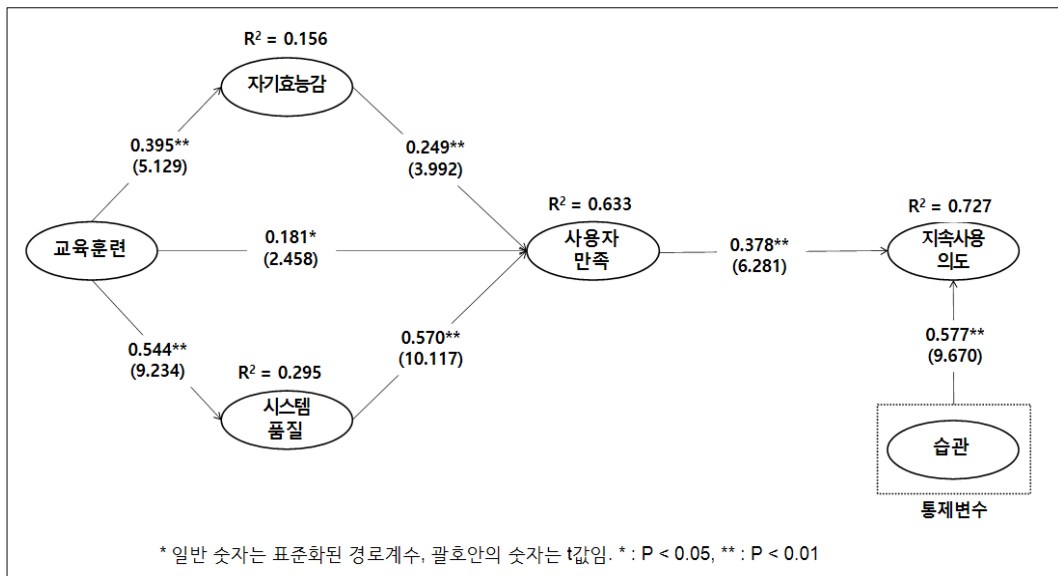 R² = 0.156
자기효능감
0.395**
(5.129)
0.249**
(3.992)
R² = 0.633
R² = 0.727
교육훈련
0.181*
(2.458)
사용자
만족
0.378**
(6.281)
지속사용
의도
0.544**
(9.234)
0.570**
(10.117)
0.577**
(9.670)
R² = 0.295
시스템
품질
습관
통제변수
* 일반 숫자는 표준화된 경로계수, 괄호안의 숫자는 t값임. * : P < 0.05, ** : P < 0.01